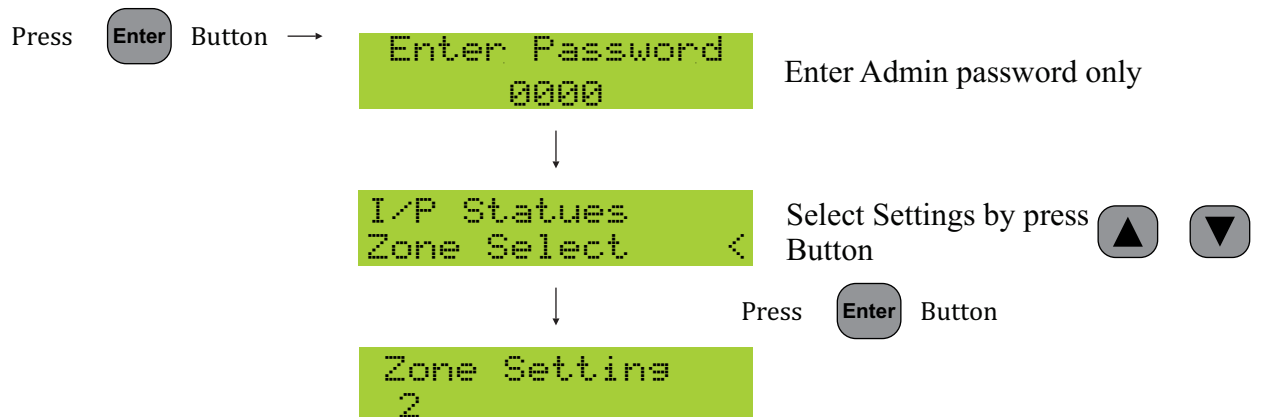 Press Enter Button
Enter Password
0000
Enter Admin password only
I/P Statues
Zone Select <
Select Settings by press
Button
Press Enter Button
Zone Setting
2